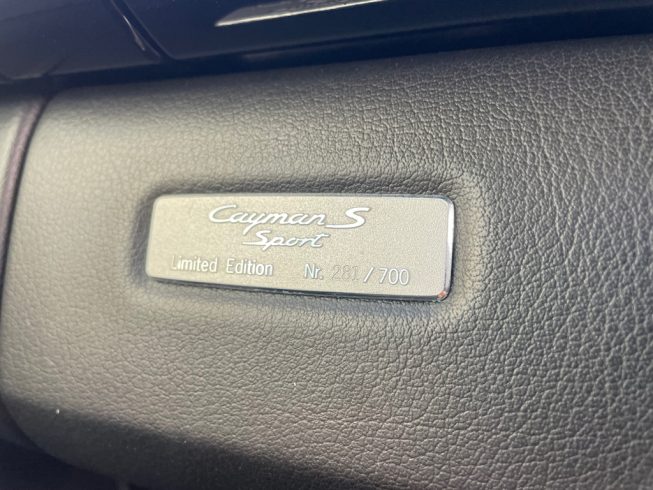 Cayman S
Sport
Limited Edition Nr. 281 / 700